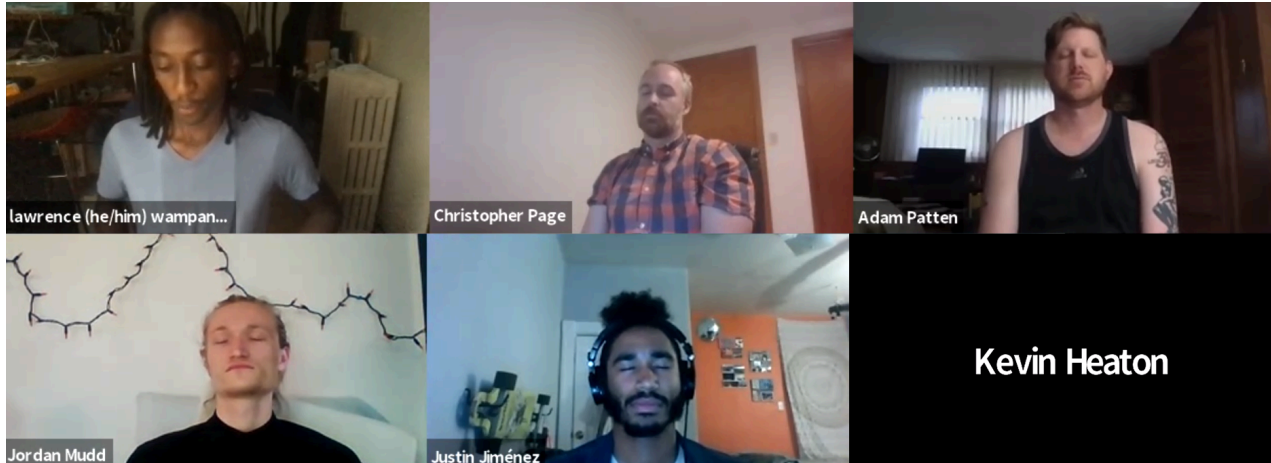 lawrence (he/him) wampan...
Christopher Page
Adam Patten
Jordan Mudd
Justin Jiménez
Kevin Heaton